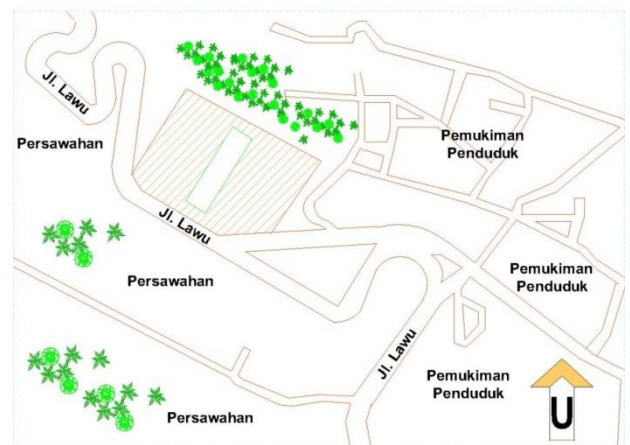 Jl. Lawu
Persawahan
Pemukiman
Penduduk
Jl. Lawu
Persawahan
Pemukiman
Penduduk
Jl. Lawu
Pemukiman
Penduduk
Persawahan
U